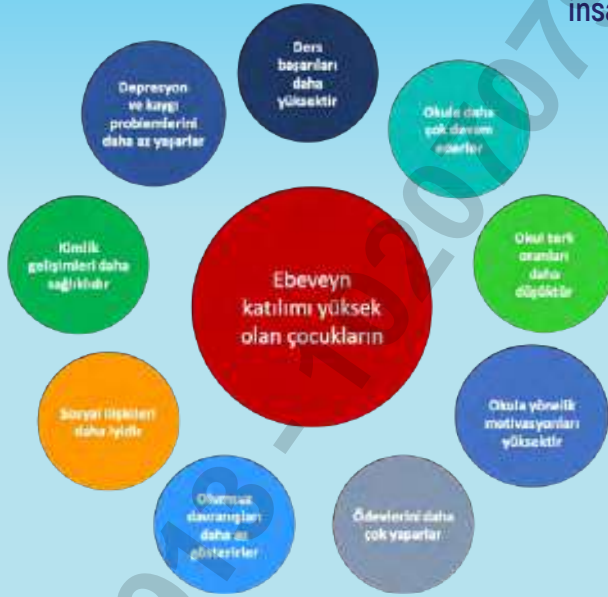 Ebeveyn
katılımı yüksek
olan çocukların
Ders
başarıları
daha
yüksektir
Okula daha
çok devam
ederler
Okul terk
oranları
daha
düşüktür
Okula yönelik
motivasyonları
yüksektir
Ödevlerini daha
çok yaparlar
Olumsuz
davranışları
daha az
gösterirler
Sosyal ilişkileri
daha iyidir
Kimlik
gelişimleri daha
sağlıklıdır
Depresyon
ve kaygı
problemlerini
daha az yaşarlar